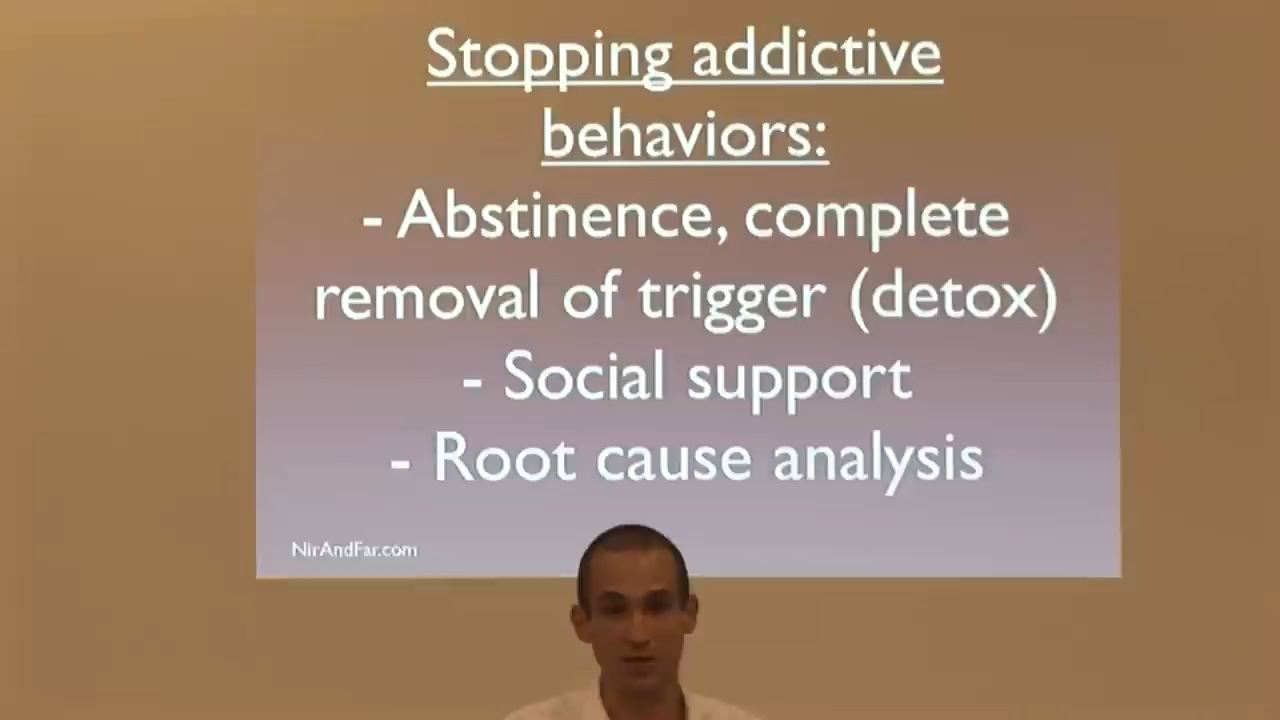 Stopping addictive
behaviors:
- Abstinence, complete
removal of trigger (detox)
- Social support
- Root cause analysis
NirAndFar.com